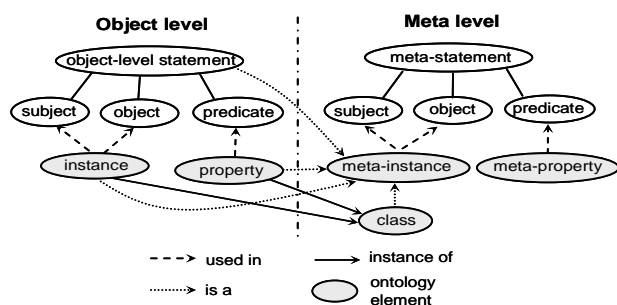 Object level Meta level
object-level statement meta-statement
subject object predicate subject object predicate
instance property meta-instance meta-property
class
used in instance of
is a ontology
element